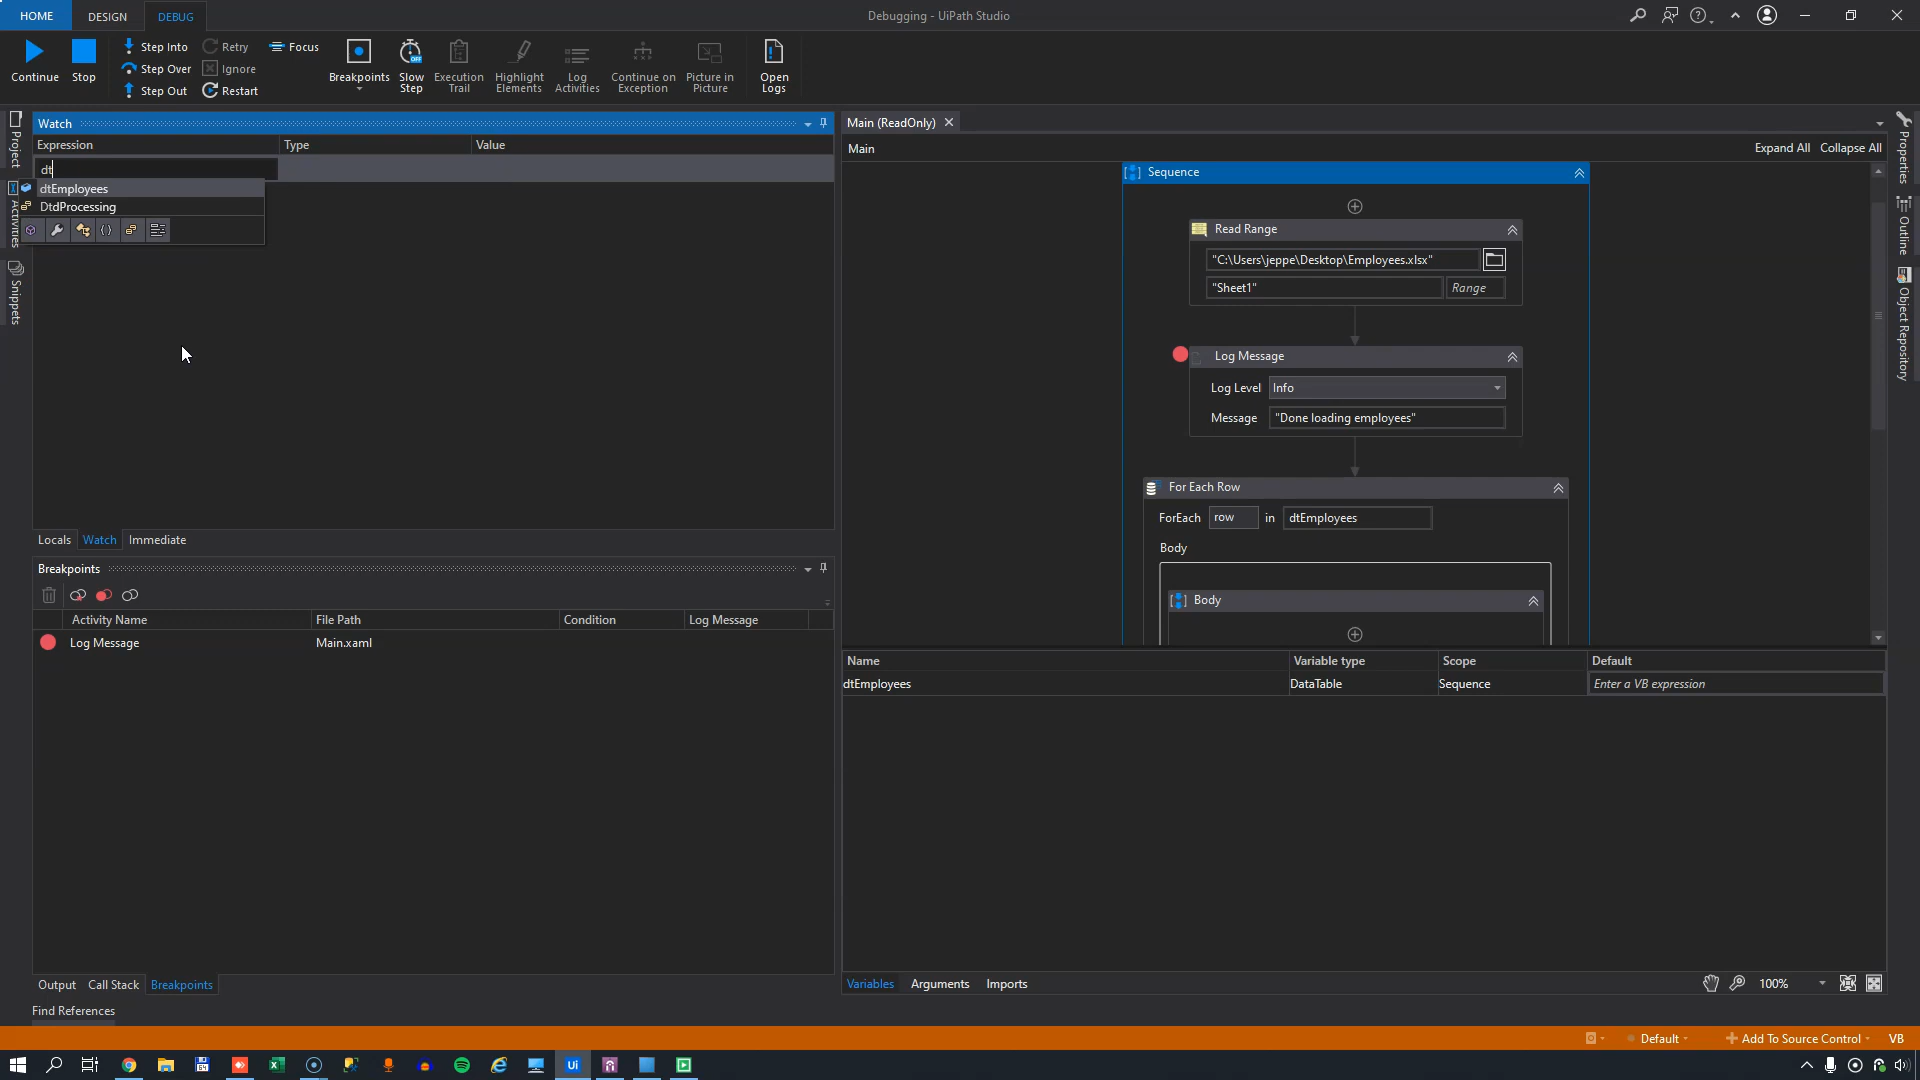 HOME
DESIGN
DEBUG
Debugging - UiPath Studio
Continue
Stop
Step Into
Step Over
Step Out
Retry
Ignore
Restart
Focus
Breakpoints
Slow Step
Execution Trail
Highlight Elements
Log Activities
Continue on Exception
Picture in Picture
Open Logs
Project
Activities
Snippets
Watch
Expression
Type
Value
dt
dtEmployees
DtdProcessing
Locals
Watch
Immediate
Breakpoints
Activity Name
File Path
Condition
Log Message
Log Message
Main.xaml
Output
Call Stack
Breakpoints
Find References
Main (ReadOnly)
Main
Expand All
Collapse All
Sequence
Read Range
"C:\Users\jeppe\Desktop\Employees.xlsx"
"Sheet1"
Range
Log Message
Log Level
Info
Message
"Done loading employees"
For Each Row
ForEach
row
in
dtEmployees
Body
Body
Name
Variable type
Scope
Default
dtEmployees
DataTable
Sequence
Enter a VB expression
Variables
Arguments
Imports
100%
Properties
Outline
Object Repository
Default
Add To Source Control
VB
64
Ui